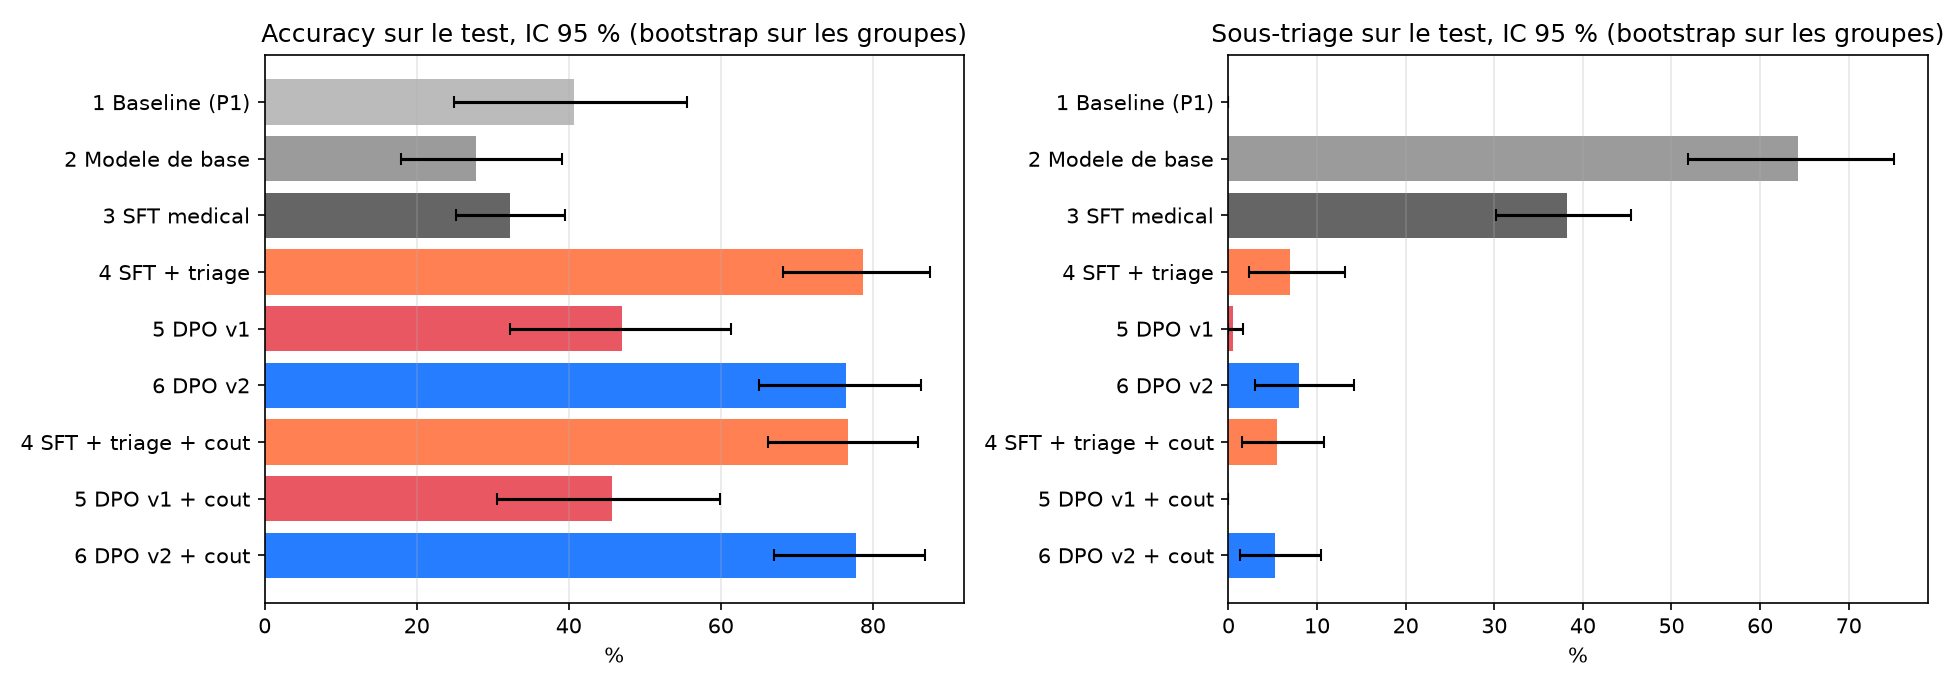 Accuracy sur le test, IC 95 % (bootstrap sur les groupes)
1 Baseline (P1)
2 Modele de base
3 SFT medical
4 SFT + triage
5 DPO v1
6 DPO v2
4 SFT + triage + cout
5 DPO v1 + cout
6 DPO v2 + cout
0 20 40 60 80
%
Sous-triage sur le test, IC 95 % (bootstrap sur les groupes)
1 Baseline (P1)
2 Modele de base
3 SFT medical
4 SFT + triage
5 DPO v1
6 DPO v2
4 SFT + triage + cout
5 DPO v1 + cout
6 DPO v2 + cout
0 10 20 30 40 50 60 70
%